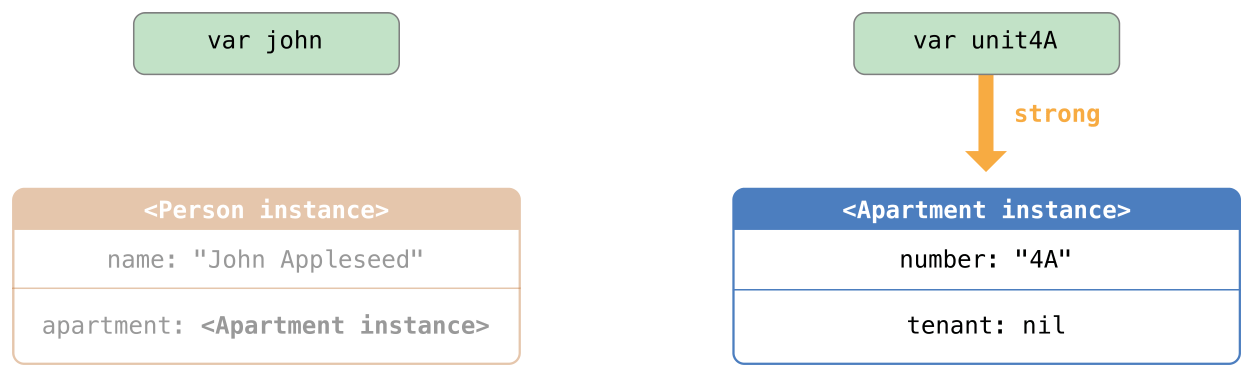 var john
var unit4A
strong
<Person instance>
<Apartment instance>
name: "John Appleseed"
number: "4A"
apartment: <Apartment instance>
tenant: nil